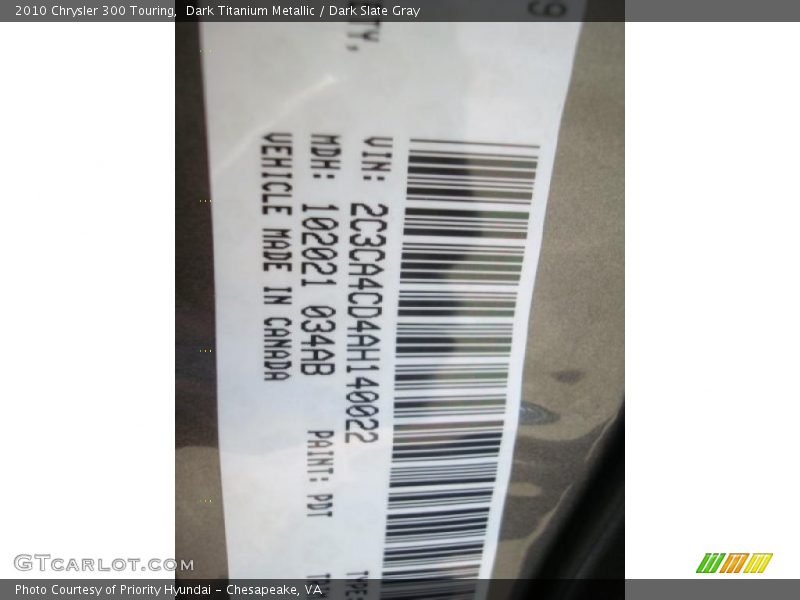 2010 Chrysler 300 Touring, Dark Titanium Metallic / Dark Slate Gray
VIN: 2C3CA4CD4AH140022
MDH: 102021 034AB PAINT: PDT
VEHICLE MADE IN CANADA
GTCARLOT.COM
Photo Courtesy of Priority Hyundai – Chesapeake, VA